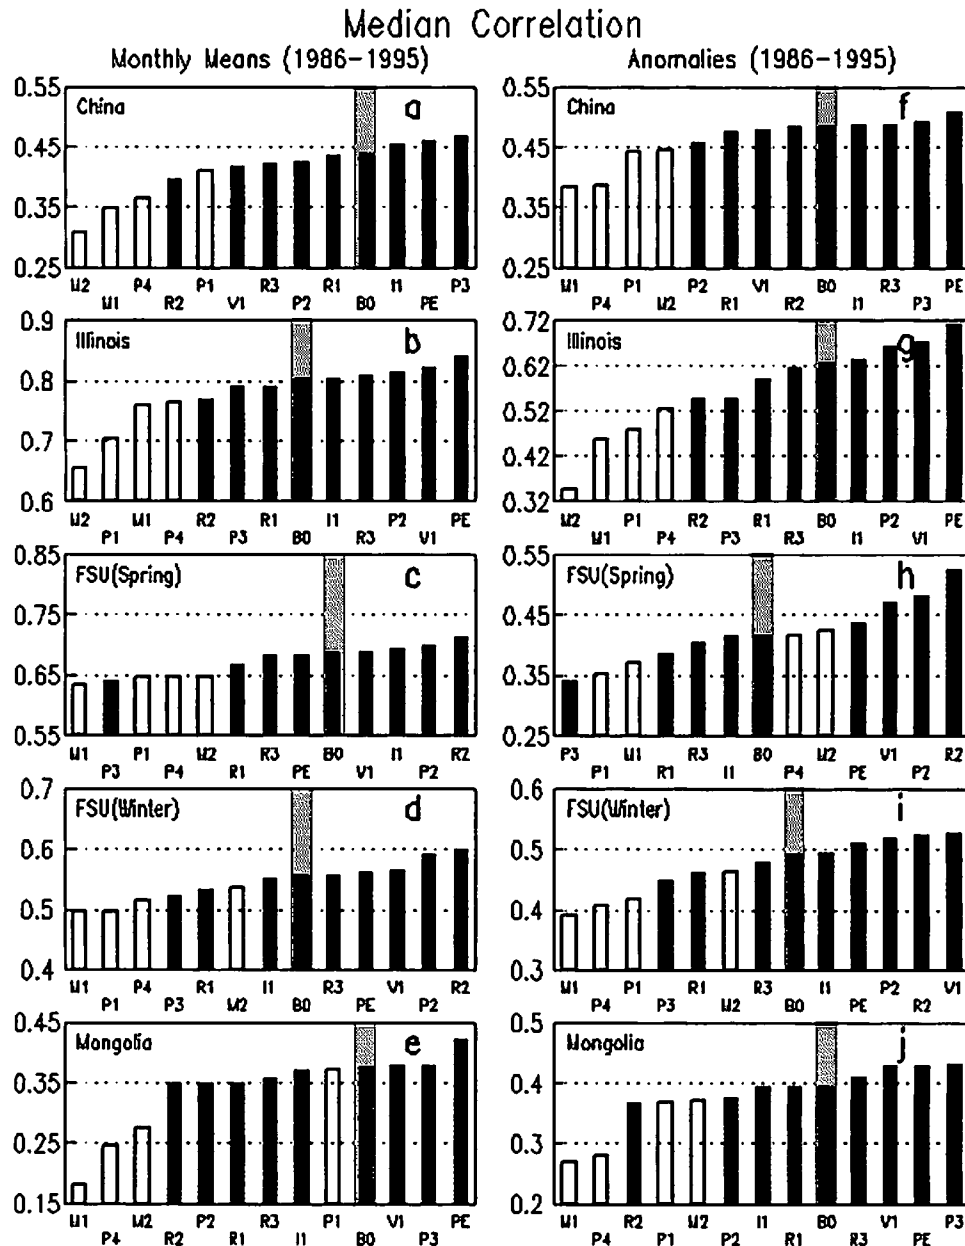 Median Correlation
Monthly Means (1986-1995)
Anomalies (1986-1995)
0.55
0.45
0.35
0.25
China
a
M2 P4 P1 R3 R1 I1 P3
M1 R2 V1 P2 B0 PE
0.55
0.45
0.35
0.25
China
f
M1 P1 P2 V1 B0 R3 PE
P4 M2 R1 R2 I1 P3
0.9
0.8
0.7
0.6
Illinois
b
M2 M1 R2 R1 I1 P2 PE
P1 P4 P3 B0 R3 V1
0.72
0.62
0.52
0.42
0.32
Illinois
g
M2 P1 R2 R1 B0 P2 PE
M1 P4 P3 R3 I1 V1
0.85
0.75
0.65
0.55
FSU(Spring)
c
M1 P1 M2 R3 B0 I1 R2
P3 P4 R1 PE V1 P2
0.55
0.45
0.35
0.25
FSU(Spring)
h
P3 M1 R3 B0 M2 V1 R2
P1 R1 I1 P4 PE P2
0.7
0.6
0.5
0.4
FSU(Winter)
d
M1 P4 R1 I1 R3 V1 R2
P1 P3 M2 B0 PE P2
0.6
0.5
0.4
0.3
FSU(Winter)
i
M1 P1 R1 R3 I1 P2 V1
P4 P3 M2 B0 PE R2
0.45
0.35
0.25
0.15
Mongolia
e
M1 M2 P2 R3 P1 V1 PE
P4 R2 R1 I1 B0 P3
0.5
0.4
0.3
0.2
Mongolia
j
M1 R2 M2 I1 B0 V1 P3
P4 P1 P2 R1 R3 PE